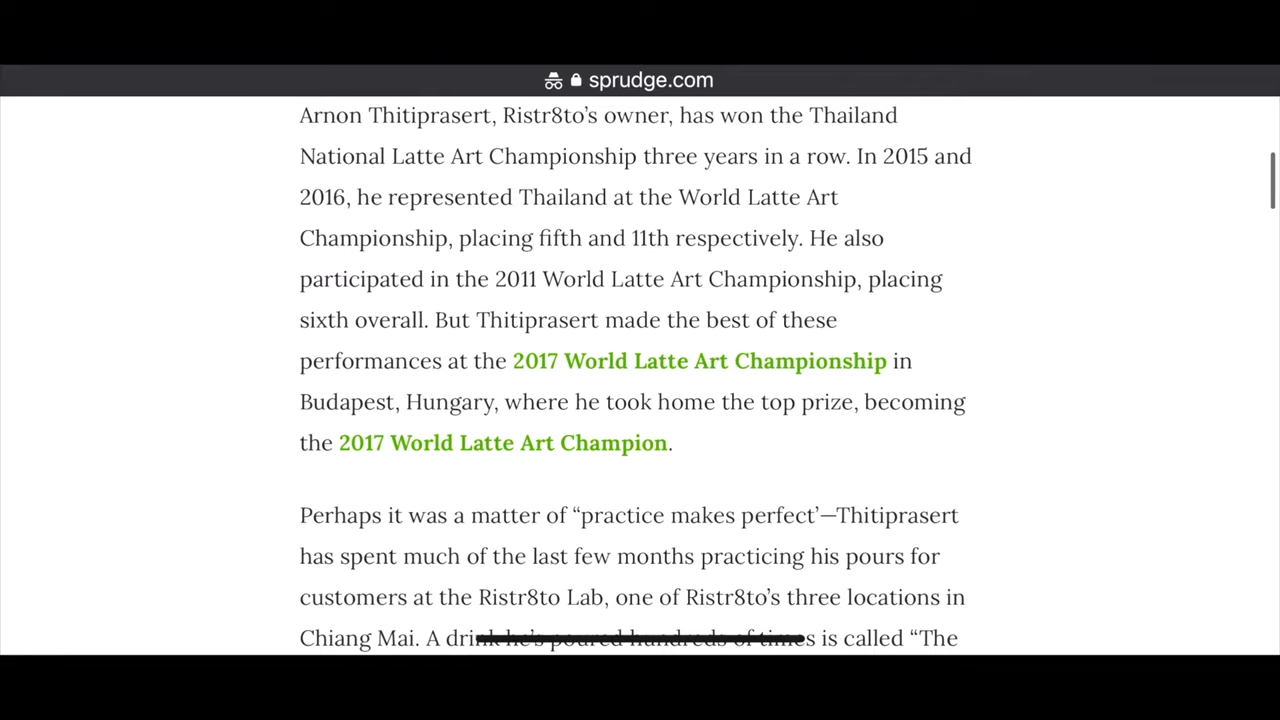 sprudge.com
Arnon Thitiprasert, Ristr8to’s owner, has won the Thailand
National Latte Art Championship three years in a row. In 2015 and
2016, he represented Thailand at the World Latte Art
Championship, placing fifth and 11th respectively. He also
participated in the 2011 World Latte Art Championship, placing
sixth overall. But Thitiprasert made the best of these
performances at the 2017 World Latte Art Championship in
Budapest, Hungary, where he took home the top prize, becoming
the 2017 World Latte Art Champion.
Perhaps it was a matter of “practice makes perfect’—Thitiprasert
has spent much of the last few months practicing his pours for
customers at the Ristr8to Lab, one of Ristr8to’s three locations in
Chiang Mai. A drink he’s poured hundreds of times is called “The